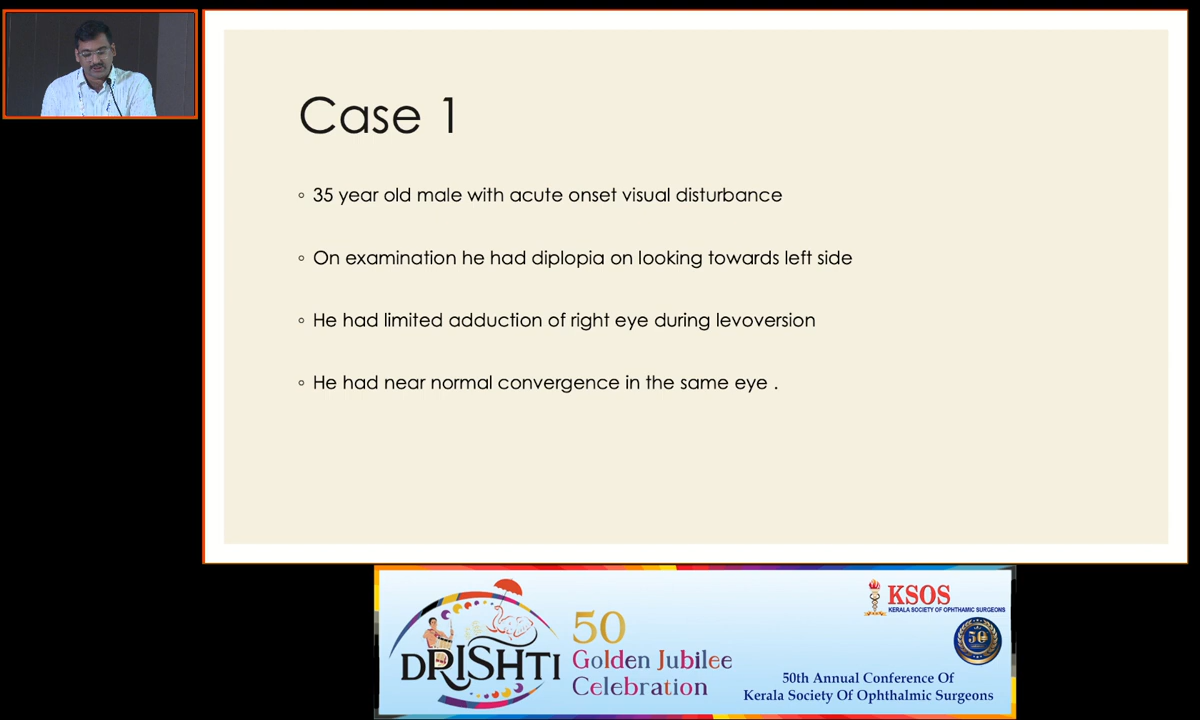 Case 1
◦ 35 year old male with acute onset visual disturbance
◦ On examination he had diplopia on looking towards left side
◦ He had limited adduction of right eye during levoversion
◦ He had near normal convergence in the same eye .
DRISHTI
50
Golden Jubilee
Celebration
KSOS
KERALA SOCIETY OF OPHTHAMIC SURGEONS
50
50th Annual Conference Of
Kerala Society Of Ophthalmic Surgeons